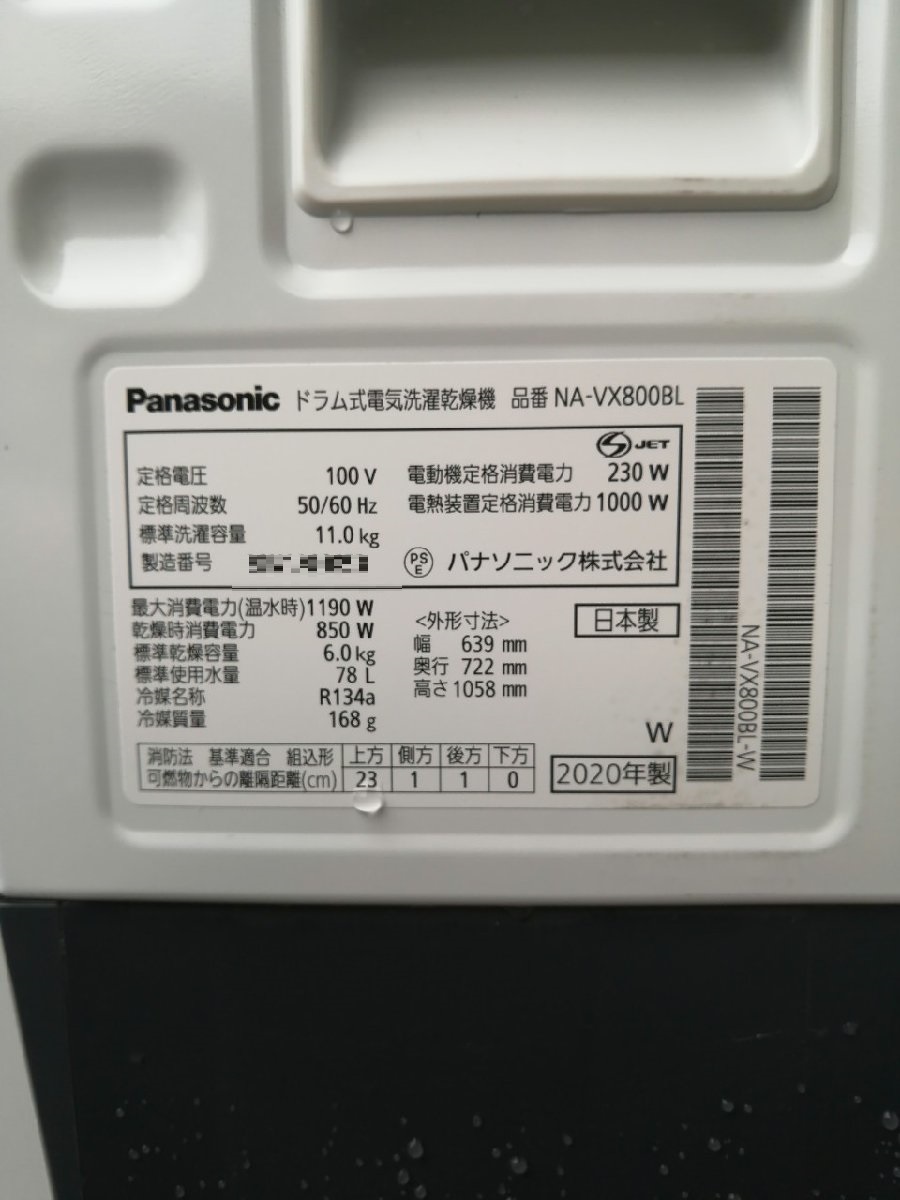 Panasonic ドラム式電気洗濯乾燥機 品番 NA-VX800BL
S JET
定格電圧 100 V 電動機定格消費電力 230 W
定格周波数 50/60 Hz 電熱装置定格消費電力 1000 W
標準洗濯容量 11.0 kg
製造番号 PS E パナソニック株式会社
最大消費電力(温水時) 1190 W
乾燥時消費電力 850 W
標準乾燥容量 6.0 kg
標準使用水量 78 L
冷媒名称 R134a
冷媒質量 168 g
<外形寸法>
幅 639 mm
奥行 722 mm
高さ 1058 mm
日本製
W
消防法 基準適合 組込形 上方 側方 後方 下方
可燃物からの離隔距離(cm) 23 1 1 0
2020年製
NA-VX800BL-W